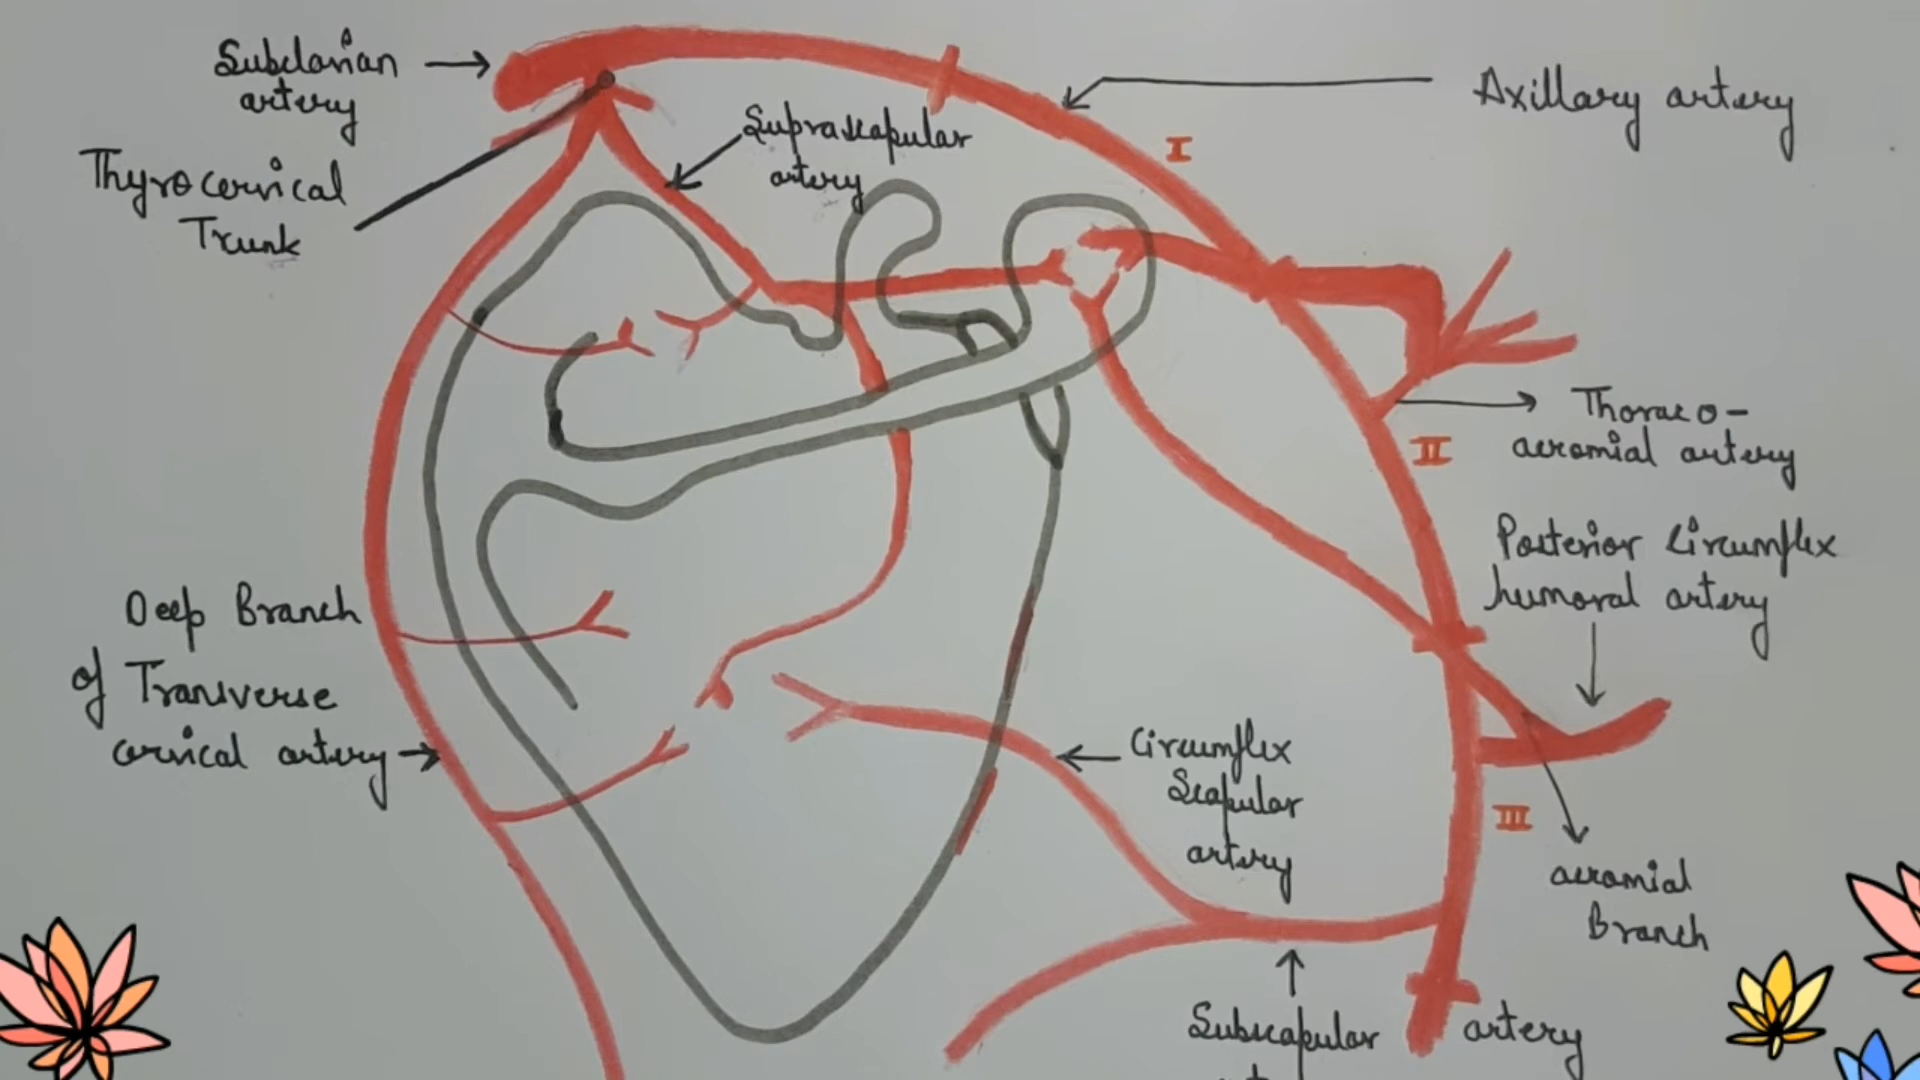 Subclavian
artery
Thyrocervical
Trunk
Suprascapular
artery
Axillary artery
I
Thoraco-
acromial artery
II
Posterior Circumflex
humoral artery
Deep Branch
of Transverse
cervical artery
Circumflex
Scapular
artery
III
acromial
Branch
Subscapular
artery